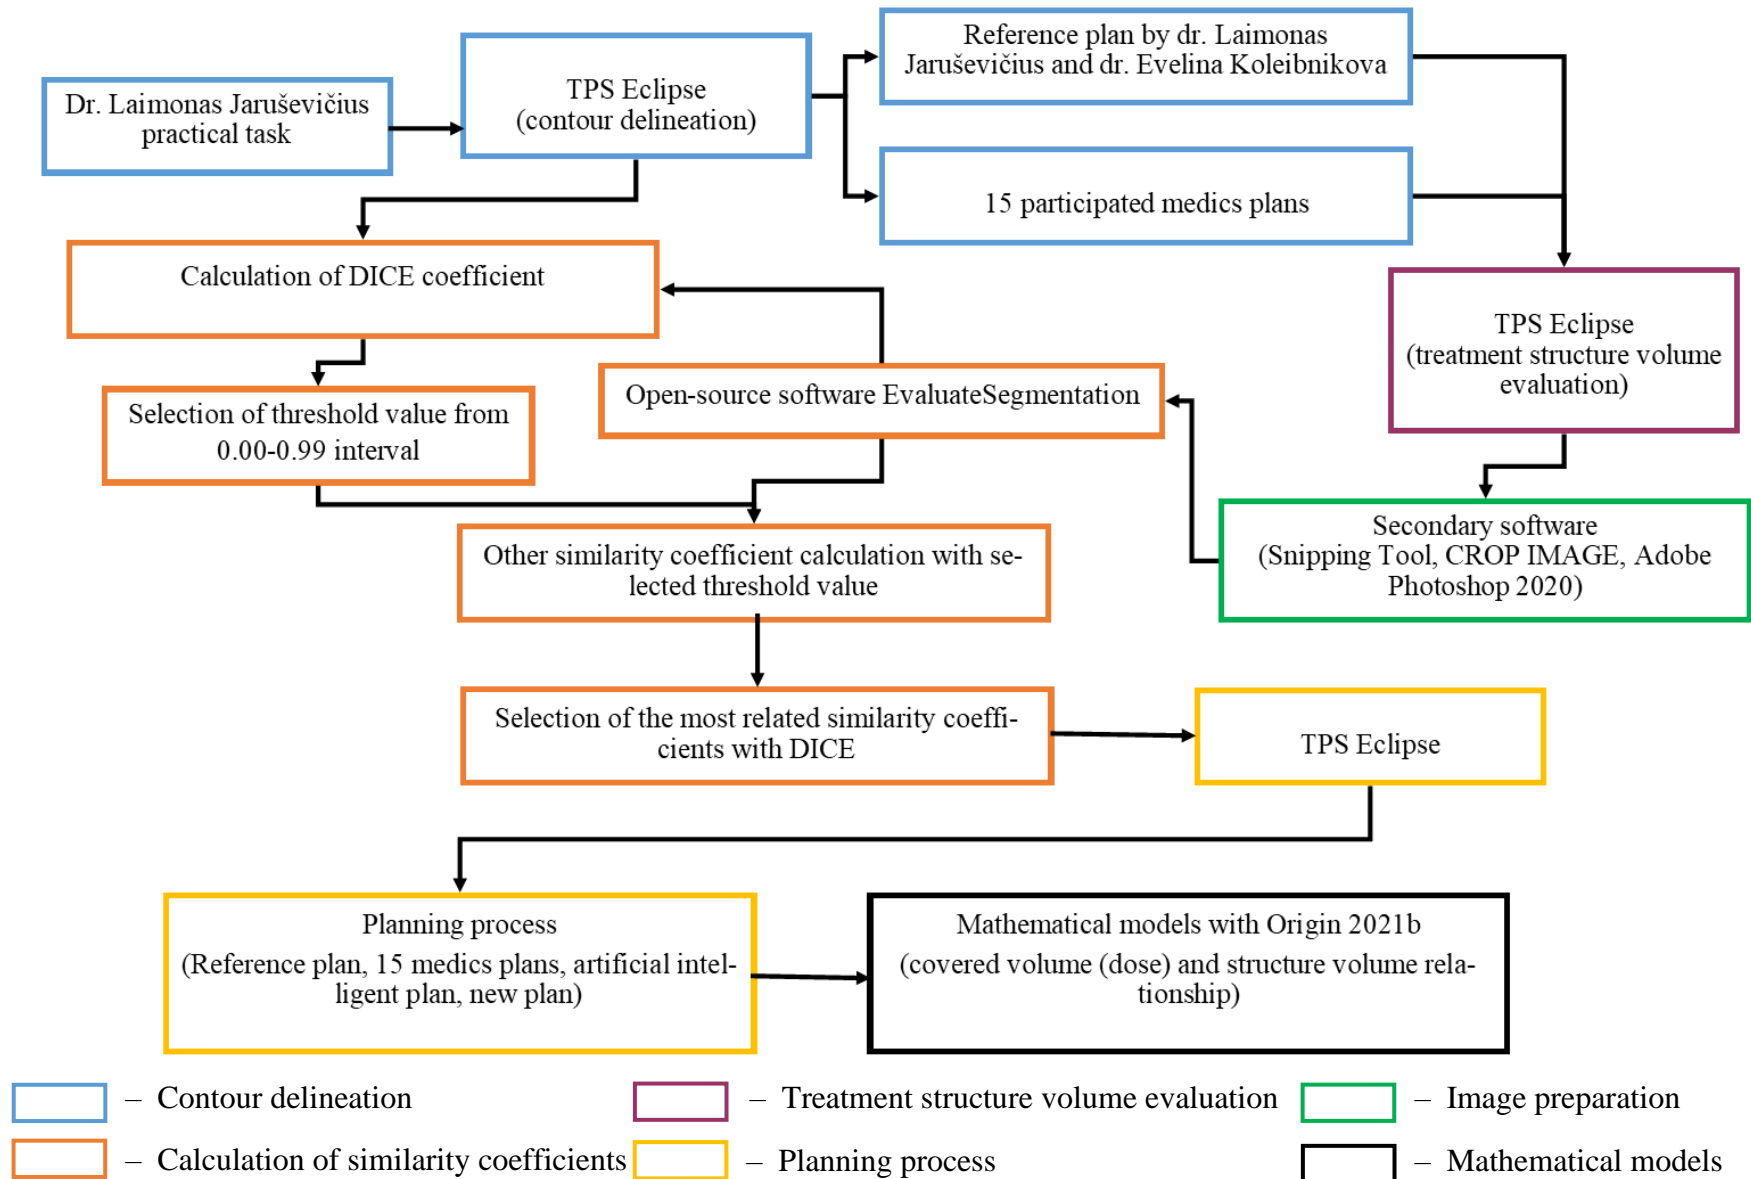 Dr. Laimonas Jaruševičius
practical task
TPS Eclipse
(contour delineation)
Reference plan by dr. Laimonas
Jaruševičius and dr. Evelina Koleibnikova
15 participated medics plans
Calculation of DICE coefficient
TPS Eclipse
(treatment structure volume
evaluation)
Selection of threshold value from
0.00-0.99 interval
Open-source software EvaluateSegmentation
Secondary software
(Snipping Tool, CROP IMAGE, Adobe
Photoshop 2020)
Other similarity coefficient calculation with se-
lected threshold value
Selection of the most related similarity coeffi-
cients with DICE
TPS Eclipse
Planning process
(Reference plan, 15 medics plans, artificial intel-
ligent plan, new plan)
Mathematical models with Origin 2021b
(covered volume (dose) and structure volume rela-
tionship)
– Contour delineation
– Treatment structure volume evaluation
– Image preparation
– Calculation of similarity coefficients
– Planning process
– Mathematical models